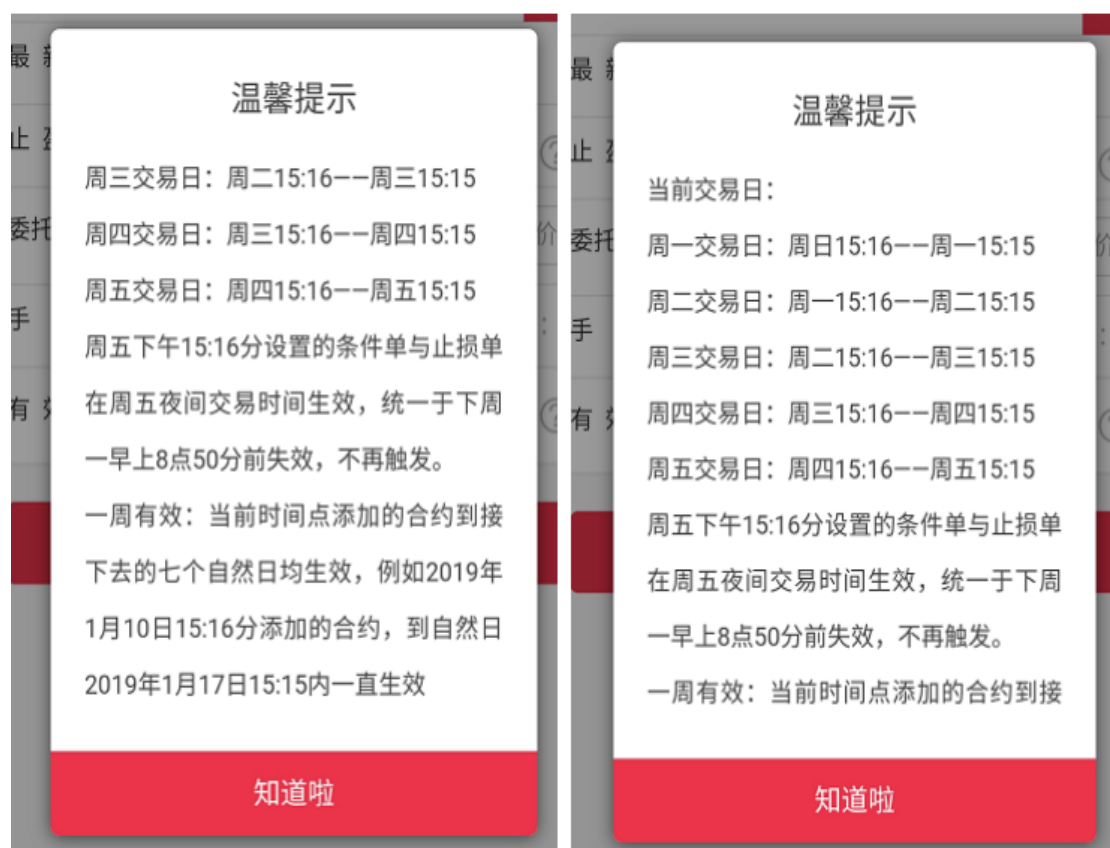 温馨提示
周三交易日：周二15:16——周三15:15
周四交易日：周三15:16——周四15:15
周五交易日：周四15:16——周五15:15
周五下午15:16分设置的条件单与止损单
在周五夜间交易时间生效，统一于下周
一早上8点50分前失效，不再触发。
一周有效：当前时间点添加的合约到接
下去的七个自然日均生效，例如2019年
1月10日15:16分添加的合约，到自然日
2019年1月17日15:15内一直生效
知道啦
最
止
委托
价
手
:
有
温馨提示
当前交易日：
周一交易日：周日15:16——周一15:15
周二交易日：周一15:16——周二15:15
周三交易日：周二15:16——周三15:15
周四交易日：周三15:16——周四15:15
周五交易日：周四15:16——周五15:15
周五下午15:16分设置的条件单与止损单
在周五夜间交易时间生效，统一于下周
一早上8点50分前失效，不再触发。
一周有效：当前时间点添加的合约到接
知道啦
最
止
委托
手
:
有